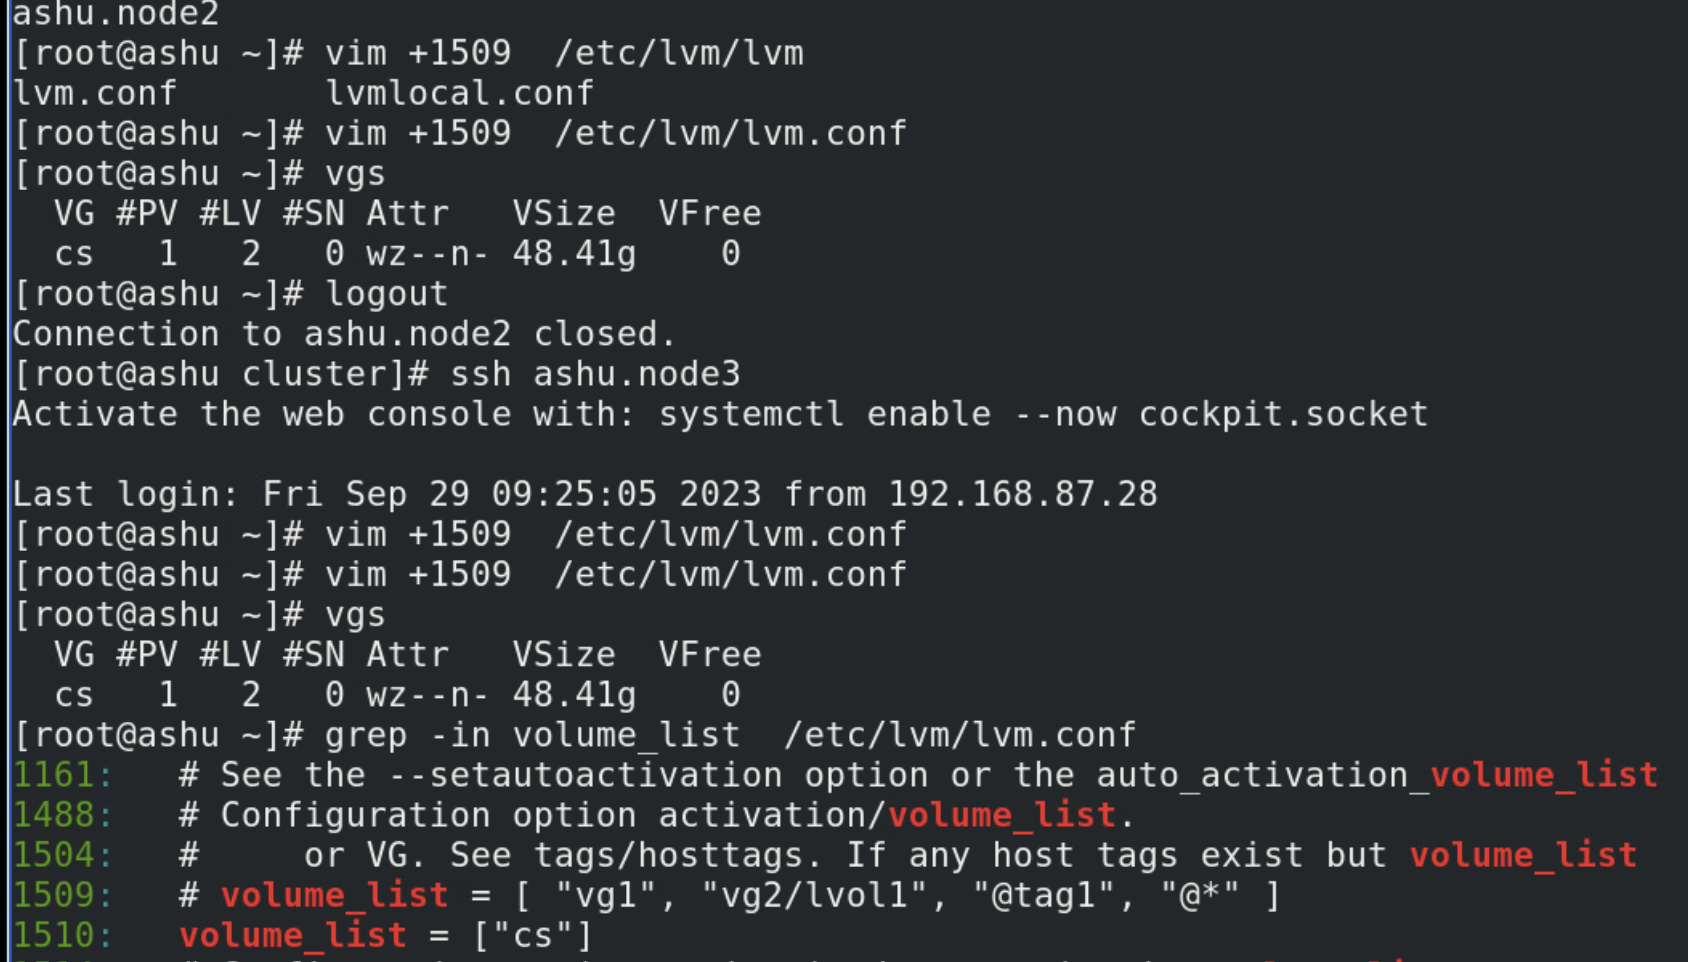 ashu.node2
[root@ashu ~]# vim +1509  /etc/lvm/lvm
lvm.conf       lvmlocal.conf
[root@ashu ~]# vim +1509  /etc/lvm/lvm.conf
[root@ashu ~]# vgs
  VG #PV #LV #SN Attr   VSize  VFree
  cs   1   2   0 wz--n- 48.41g    0
[root@ashu ~]# logout
Connection to ashu.node2 closed.
[root@ashu cluster]# ssh ashu.node3
Activate the web console with: systemctl enable --now cockpit.socket

Last login: Fri Sep 29 09:25:05 2023 from 192.168.87.28
[root@ashu ~]# vim +1509  /etc/lvm/lvm.conf
[root@ashu ~]# vim +1509  /etc/lvm/lvm.conf
[root@ashu ~]# vgs
  VG #PV #LV #SN Attr   VSize  VFree
  cs   1   2   0 wz--n- 48.41g    0
[root@ashu ~]# grep -in volume_list  /etc/lvm/lvm.conf
1161:   # See the --setautoactivation option or the auto_activation_volume_list
1488:   # Configuration option activation/volume_list.
1504:   #     or VG. See tags/hosttags. If any host tags exist but volume_list
1509:   # volume_list = [ "vg1", "vg2/lvol1", "@tag1", "@*" ]
1510:   volume_list = ["cs"]